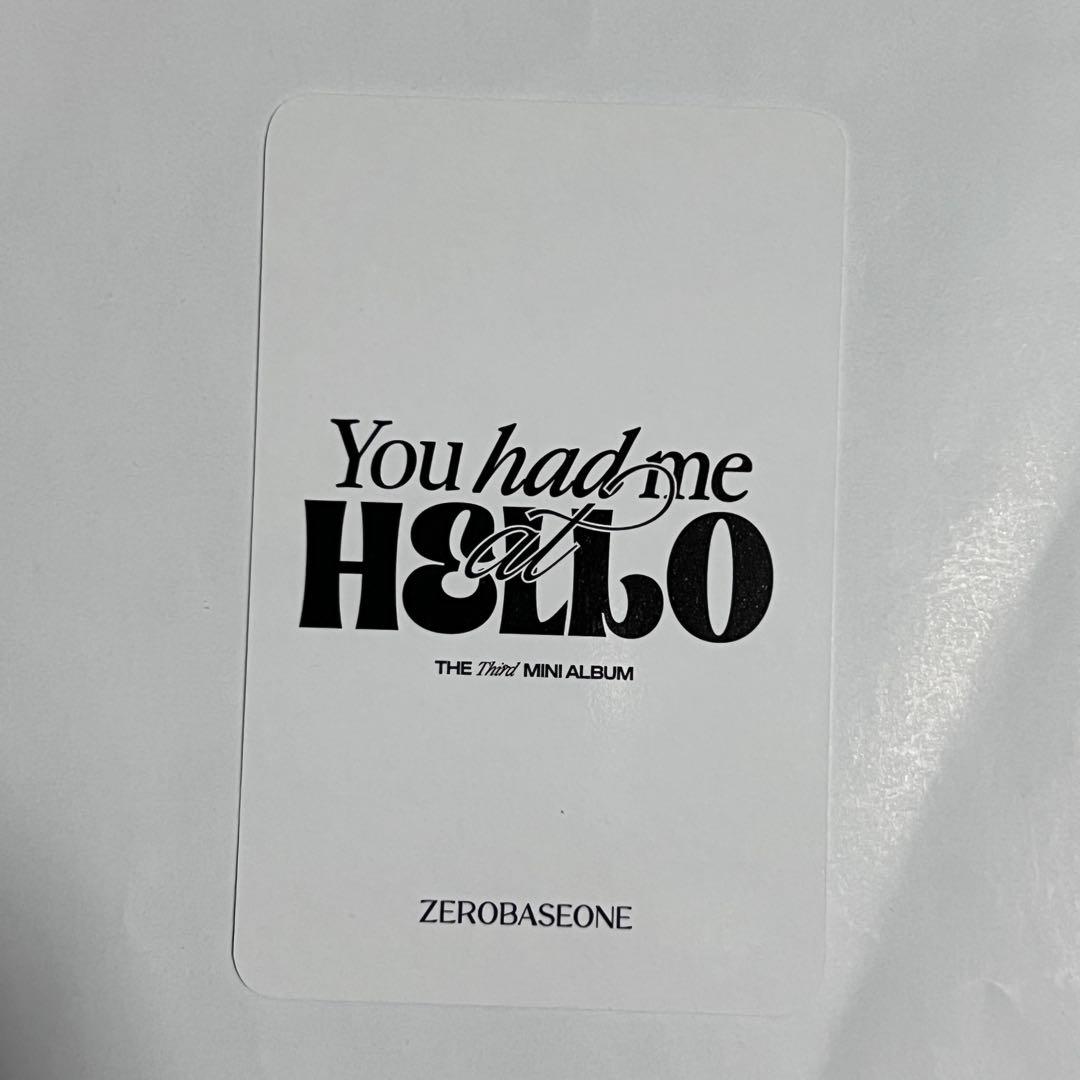 You had me
at
HELLO
THE Third MINI ALBUM
ZEROBASEONE